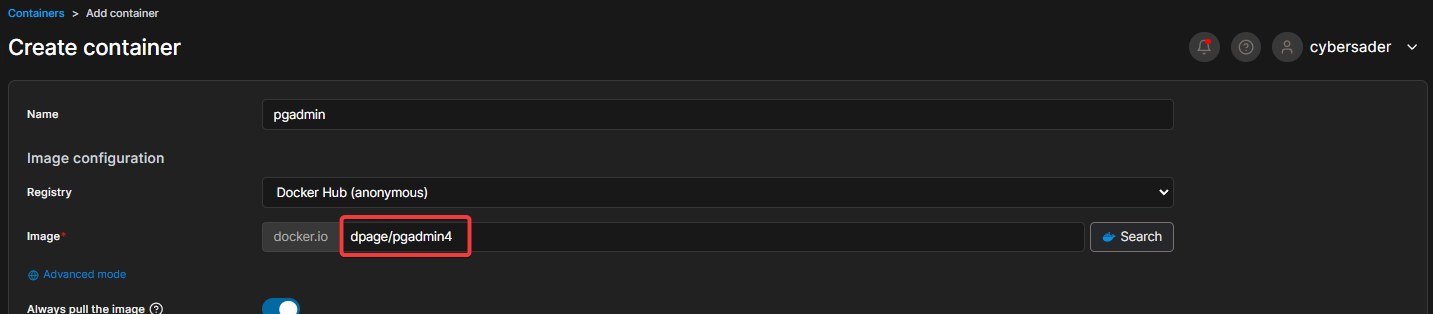 Containers > Add container
Create container
cybersader
Name
pgadmin
Image configuration
Registry
Docker Hub (anonymous)
Image*
docker.io
dpage/pgadmin4
Search
Advanced mode
Always pull the image